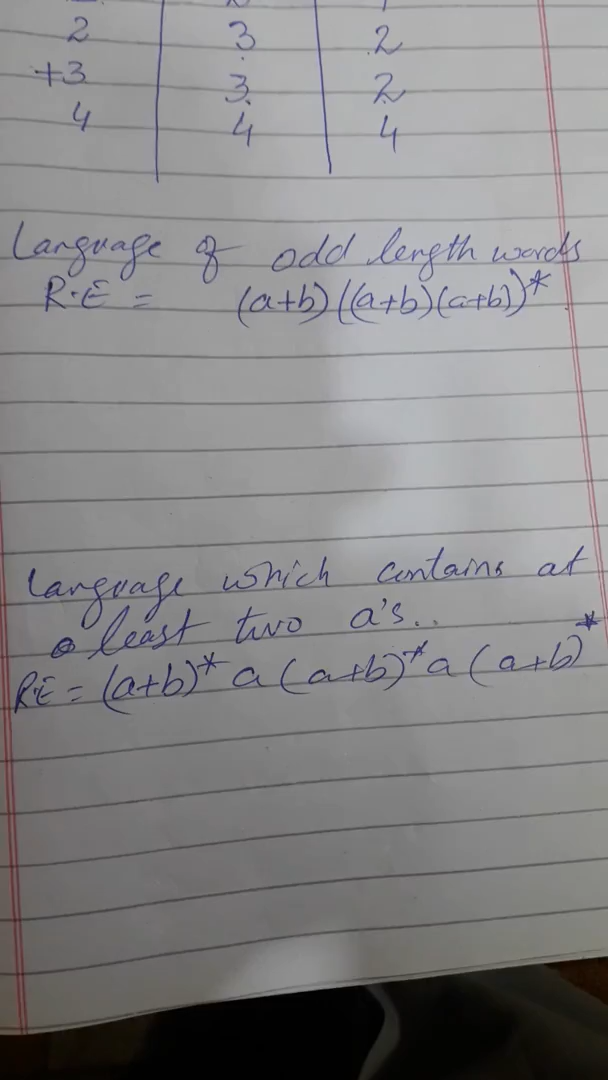 2 3 2
+3 3 2
4 4 4
Language of odd length words
R.E = (a+b)((a+b)(a+b))*
Language which contains at
least two a's..
R.E = (a+b)* a (a+b)* a (a+b)*